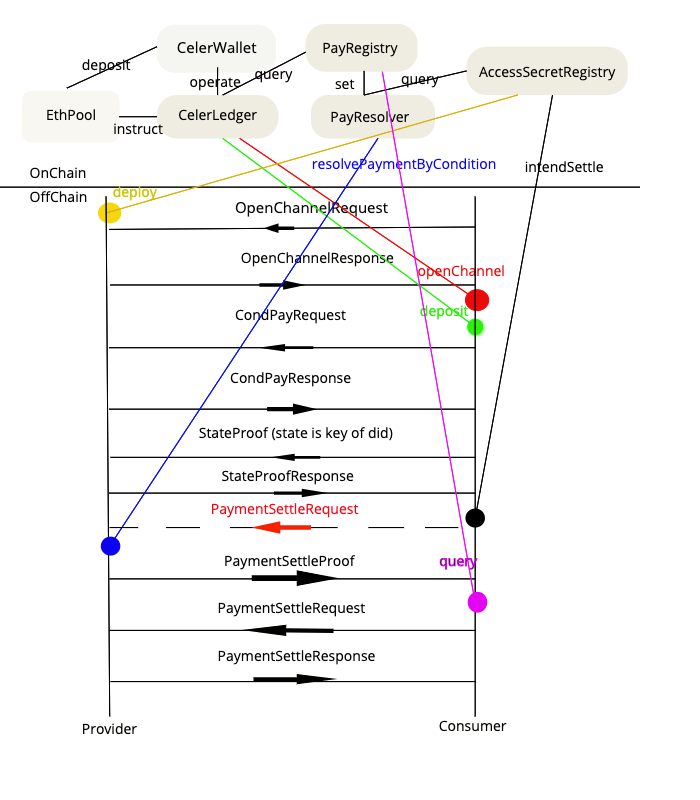 CelerWallet
PayRegistry
deposit
operate
query
set
query
AccessSecretRegistry
EthPool
CelerLedger
PayResolver
instruct
resolvePaymentByCondition
intendSettle
OnChain
OffChain
deploy
OpenChannelRequest
OpenChannelResponse
openChannel
deposit
CondPayRequest
CondPayResponse
StateProof (state is key of did)
StateProofResponse
PaymentSettleRequest
PaymentSettleProof
query
PaymentSettleRequest
PaymentSettleResponse
Provider
Consumer